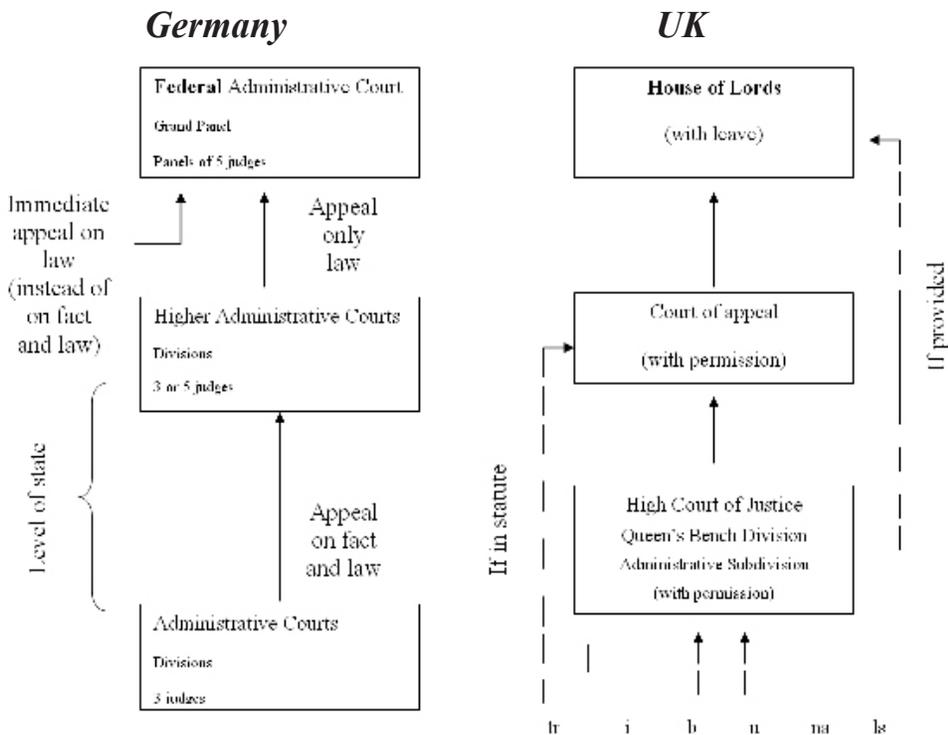 Germany
Federal Administrative Court
Grand Panel
Panels of 5 judges
Immediate
appeal on
law
(instead of
on fact
and law)
Appeal
only
law
Higher Administrative Courts
Divisions
3 or 5 judges
Level of state
Appeal
on fact
and law
Administrative Courts
Divisions
3 judges
UK
House of Lords
(with leave)
If provided
Court of appeal
(with permission)
If in statute
High Court of Justice
Queen's Bench Division
Administrative Subdivision
(with permission)
tr i b u na ls